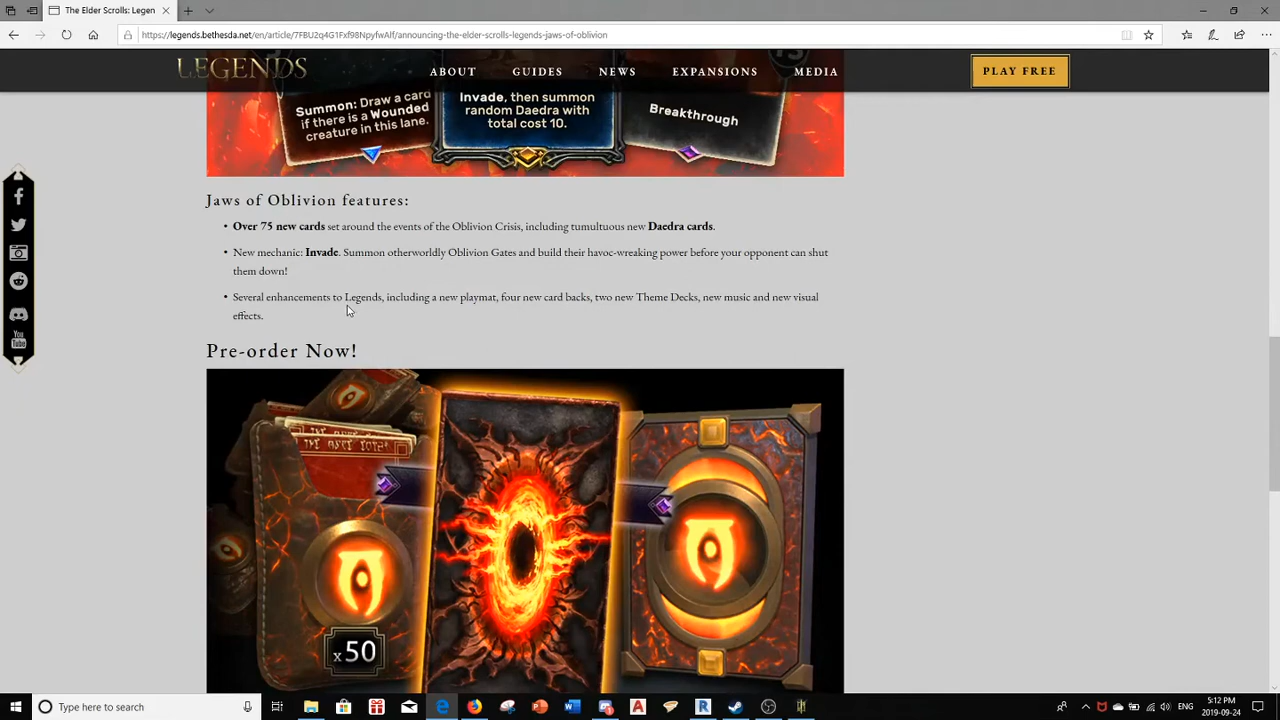 The Elder Scrolls: Legen
https://legends.bethesda.net/en/article/7FBU2q4G1Fxf98NpyfwAlf/announcing-the-elder-scrolls-legends-jaws-of-oblivion
LEGENDS
ABOUT GUIDES NEWS EXPANSIONS MEDIA
PLAY FREE
Summon: Draw a card
if there is a Wounded
creature in this lane.
Invade, then summon
random Daedra with
total cost 10.
Breakthrough
Jaws of Oblivion features:
• Over 75 new cards set around the events of the Oblivion Crisis, including tumultuous new Daedra cards.
• New mechanic: Invade. Summon otherworldly Oblivion Gates and build their havoc-wreaking power before your opponent can shut
them down!
• Several enhancements to Legends, including a new playmat, four new card backs, two new Theme Decks, new music and new visual
effects.
Pre-order Now!
x50
You
Tube
Type here to search
ENG
5:12 PM
2019-09-24